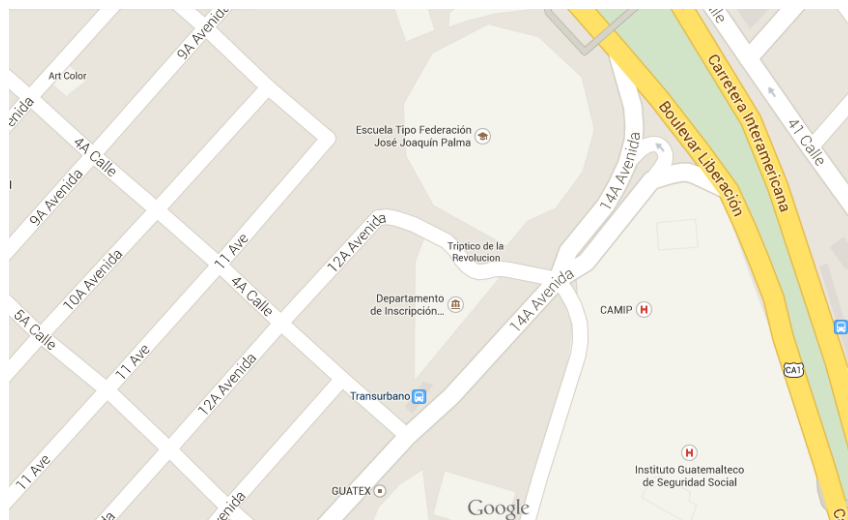 9A Avenida
Art Color
Avenida
4A Calle
9A Avenida
10A Avenida
11 Ave
4A Calle
12A Avenida
5A Calle
11 Ave
12A Avenida
11 Ave
Escuela Tipo Federación
José Joaquín Palma
Triptico de la
Revolucion
Departamento
de Inscripción...
Transurbano
GUATEX
14A Avenida
14A Avenida
Boulevar Liberación
Carretera Interamericana
41 Calle
Calle
CAMIP
H
CA1
H
Instituto Guatemalteco
de Seguridad Social
Google